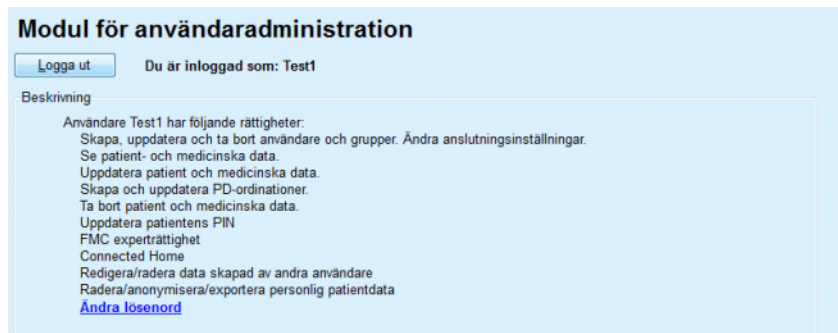 Modul för användaradministration
Logga ut Du är inloggad som: Test1
Beskrivning
Användare Test1 har följande rättigheter:
Skapa, uppdatera och ta bort användare och grupper. Ändra anslutningsinställningar.
Se patient- och medicinska data.
Uppdatera patient och medicinska data.
Skapa och uppdatera PD-ordinationer.
Ta bort patient och medicinska data.
Uppdatera patientens PIN
FMC experträttighet
Connected Home
Redigera/radera data skapad av andra användare
Radera/anonymisera/exportera personlig patientdata
Ändra lösenord